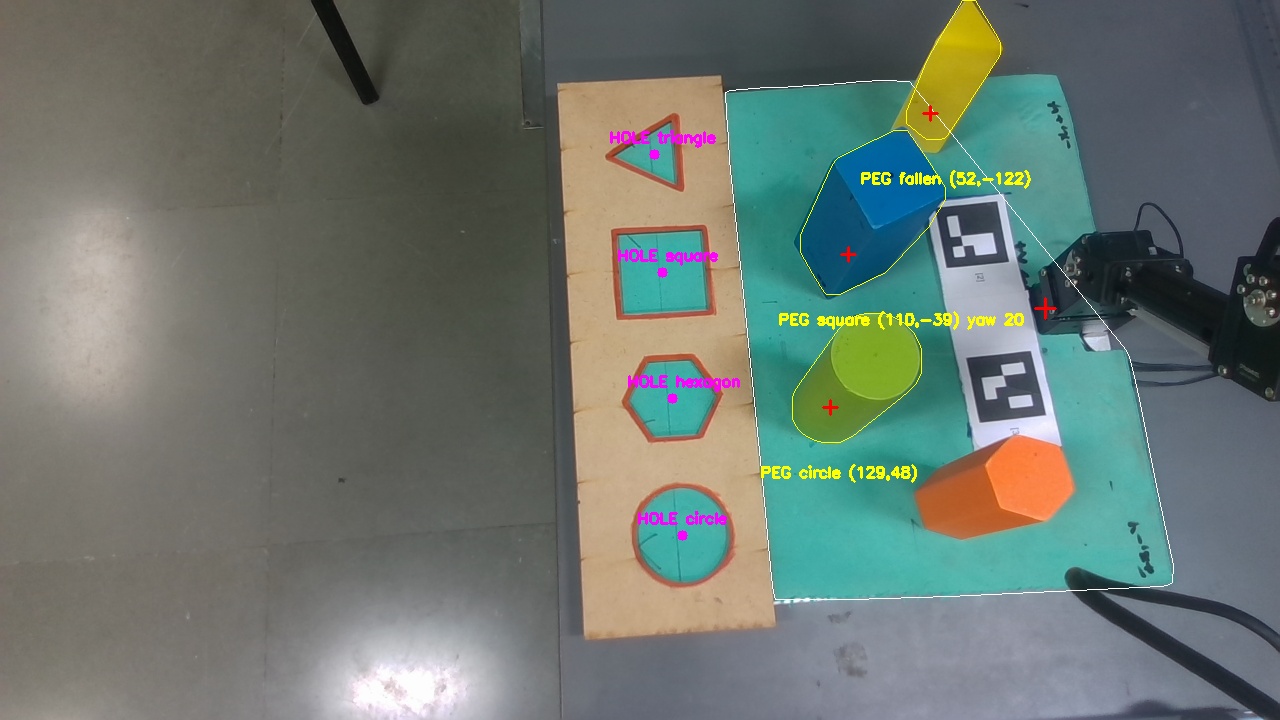 HOLE triangle
PEG fallen (52,-122)
HOLE square
PEG square (110,-39) yaw 20
HOLE hexagon
PEG circle (129,48)
HOLE circle